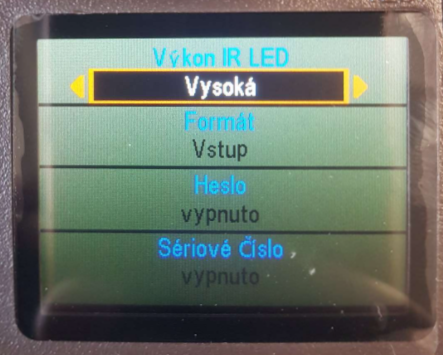 Výkon IR LED
Vysoká
Formát
Vstup
Heslo
vypnuto
Sériové Číslo
vypnuto